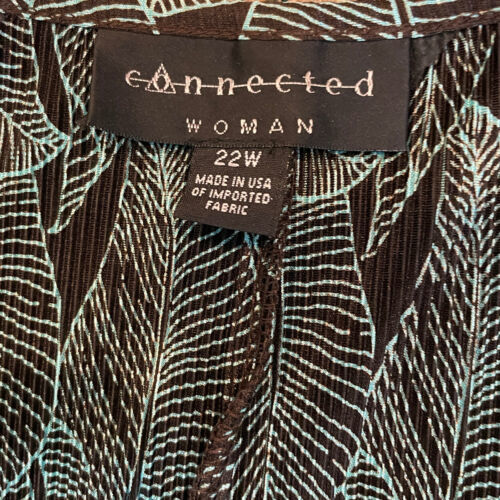 connected
WOMAN
22W
MADE IN USA
OF IMPORTED
FABRIC